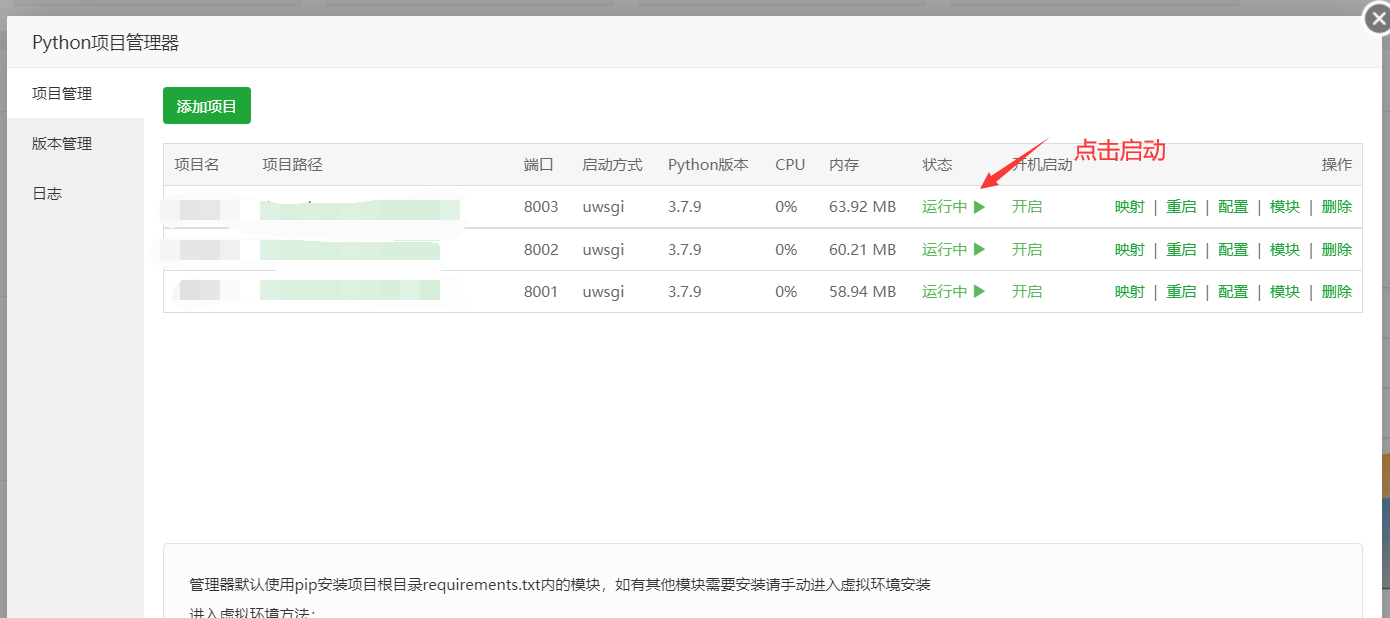 Python项目管理器
项目管理
版本管理
日志
添加项目
点击启动
项目名 项目路径 端口 启动方式 Python版本 CPU 内存 状态 开机启动 操作
8003 uwsgi 3.7.9 0% 63.92 MB 运行中 开启 映射 | 重启 | 配置 | 模块 | 删除
8002 uwsgi 3.7.9 0% 60.21 MB 运行中 开启 映射 | 重启 | 配置 | 模块 | 删除
8001 uwsgi 3.7.9 0% 58.94 MB 运行中 开启 映射 | 重启 | 配置 | 模块 | 删除
管理器默认使用pip安装项目根目录requirements.txt内的模块，如有其他模块需要安装请手动进入虚拟环境安装
进入虚拟环境方法：